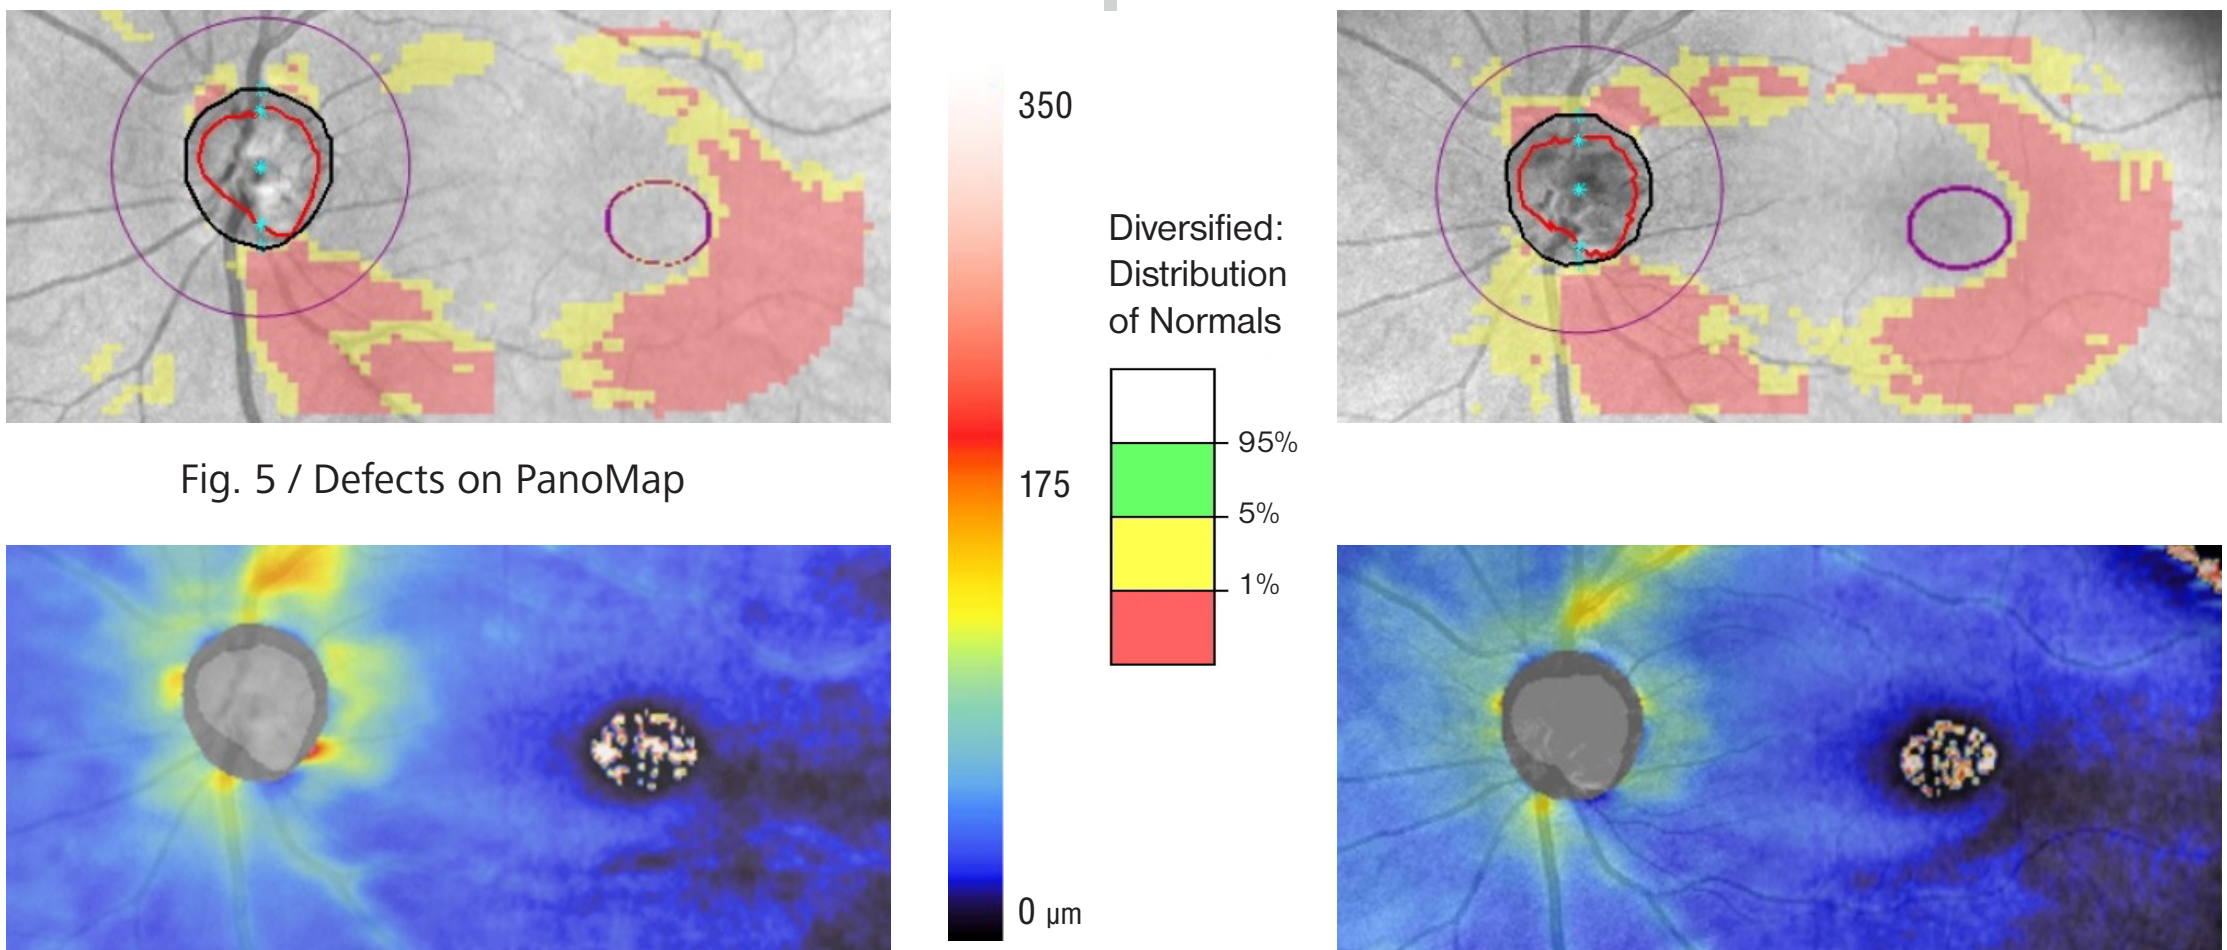 350
175
0 µm
Diversified:
Distribution
of Normals
95%
5%
1%
Fig. 5 / Defects on PanoMap